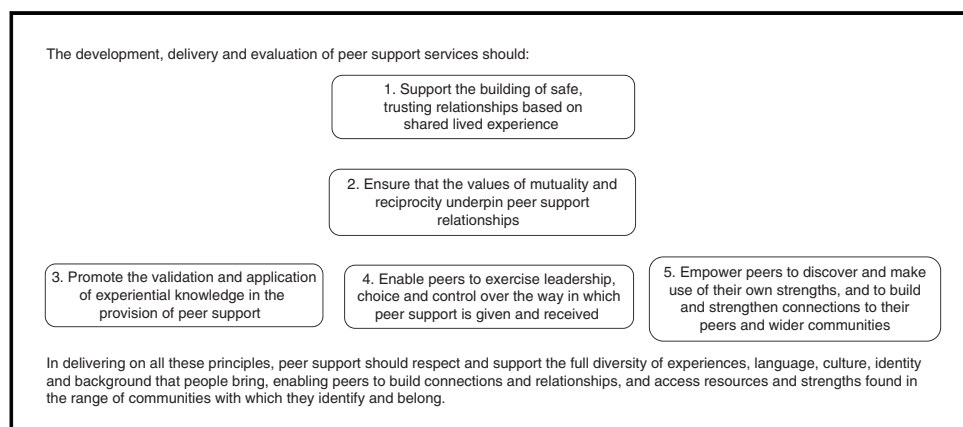 The development, delivery and evaluation of peer support services should:
1. Support the building of safe,
trusting relationships based on
shared lived experience
2. Ensure that the values of mutuality and
reciprocity underpin peer support
relationships
3. Promote the validation and application
of experiential knowledge in the
provision of peer support
4. Enable peers to exercise leadership,
choice and control over the way in which
peer support is given and received
5. Empower peers to discover and make
use of their own strengths, and to build
and strengthen connections to their
peers and wider communities
In delivering on all these principles, peer support should respect and support the full diversity of experiences, language, culture, identity
and background that people bring, enabling peers to build connections and relationships, and access resources and strengths found in
the range of communities with which they identify and belong.